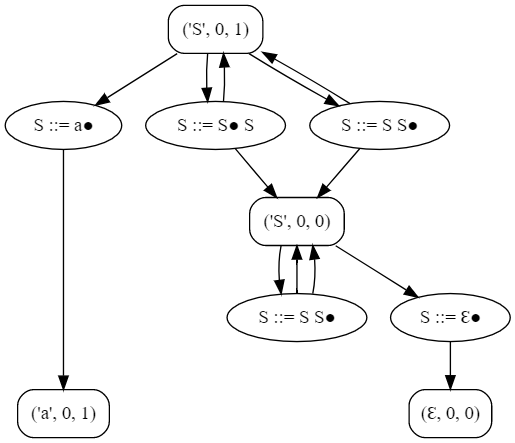 ('S', 0, 1)
S ::= a●
S ::= S● S
S ::= S S●
('S', 0, 0)
S ::= S S●
S ::= Ɛ●
('a', 0, 1)
(Ɛ, 0, 0)